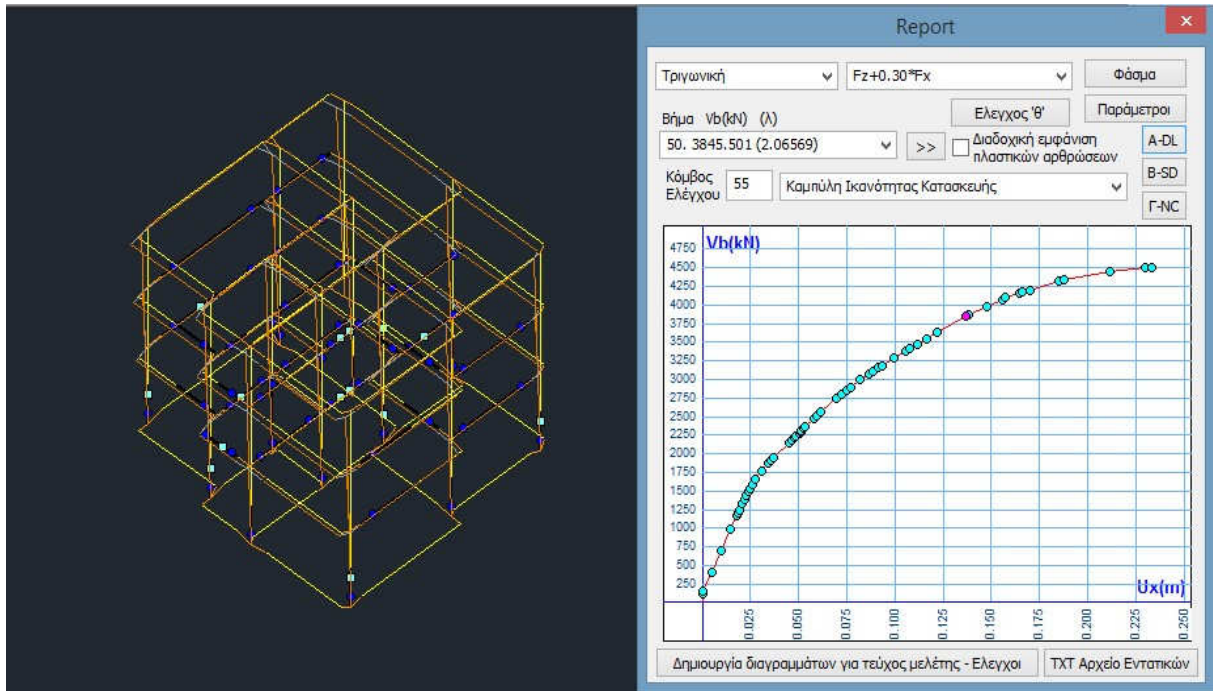 Report
Τριγωνική
Fz+0.30*Fx
Φάσμα
Ελεγχος 'θ'
Παράμετροι
Βήμα Vb(kN) (λ)
50. 3845.501 (2.06569)
>>
Διαδοχική εμφάνιση
πλαστικών αρθρώσεων
A-DL
B-SD
Γ-NC
Κόμβος
Ελέγχου
55
Καμπύλη Ικανότητας Κατασκευής
Vb(kN)
4750
4500
4250
4000
3750
3500
3250
3000
2750
2500
2250
2000
1750
1500
1250
1000
750
500
250
Ux(m)
0.025
0.050
0.075
0.100
0.125
0.150
0.175
0.200
0.225
0.250
Δημιουργία διαγραμμάτων για τεύχος μελέτης - Ελεγχοι
TXT Αρχείο Εντατικών